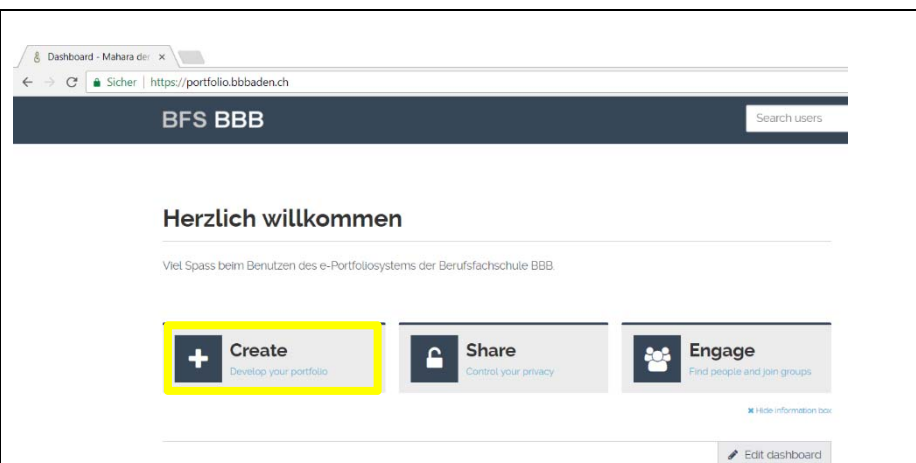 Dashboard - Mahara der
Sicher | https://portfolio.bbbaden.ch
BFS BBB
Search users
Herzlich willkommen
Viel Spass beim Benutzen des e-Portfoliosystems der Berufsfachschule BBB.
Create
Develop your portfolio
Share
Control your privacy
Engage
Find people and join groups
Hide information box
Edit dashboard